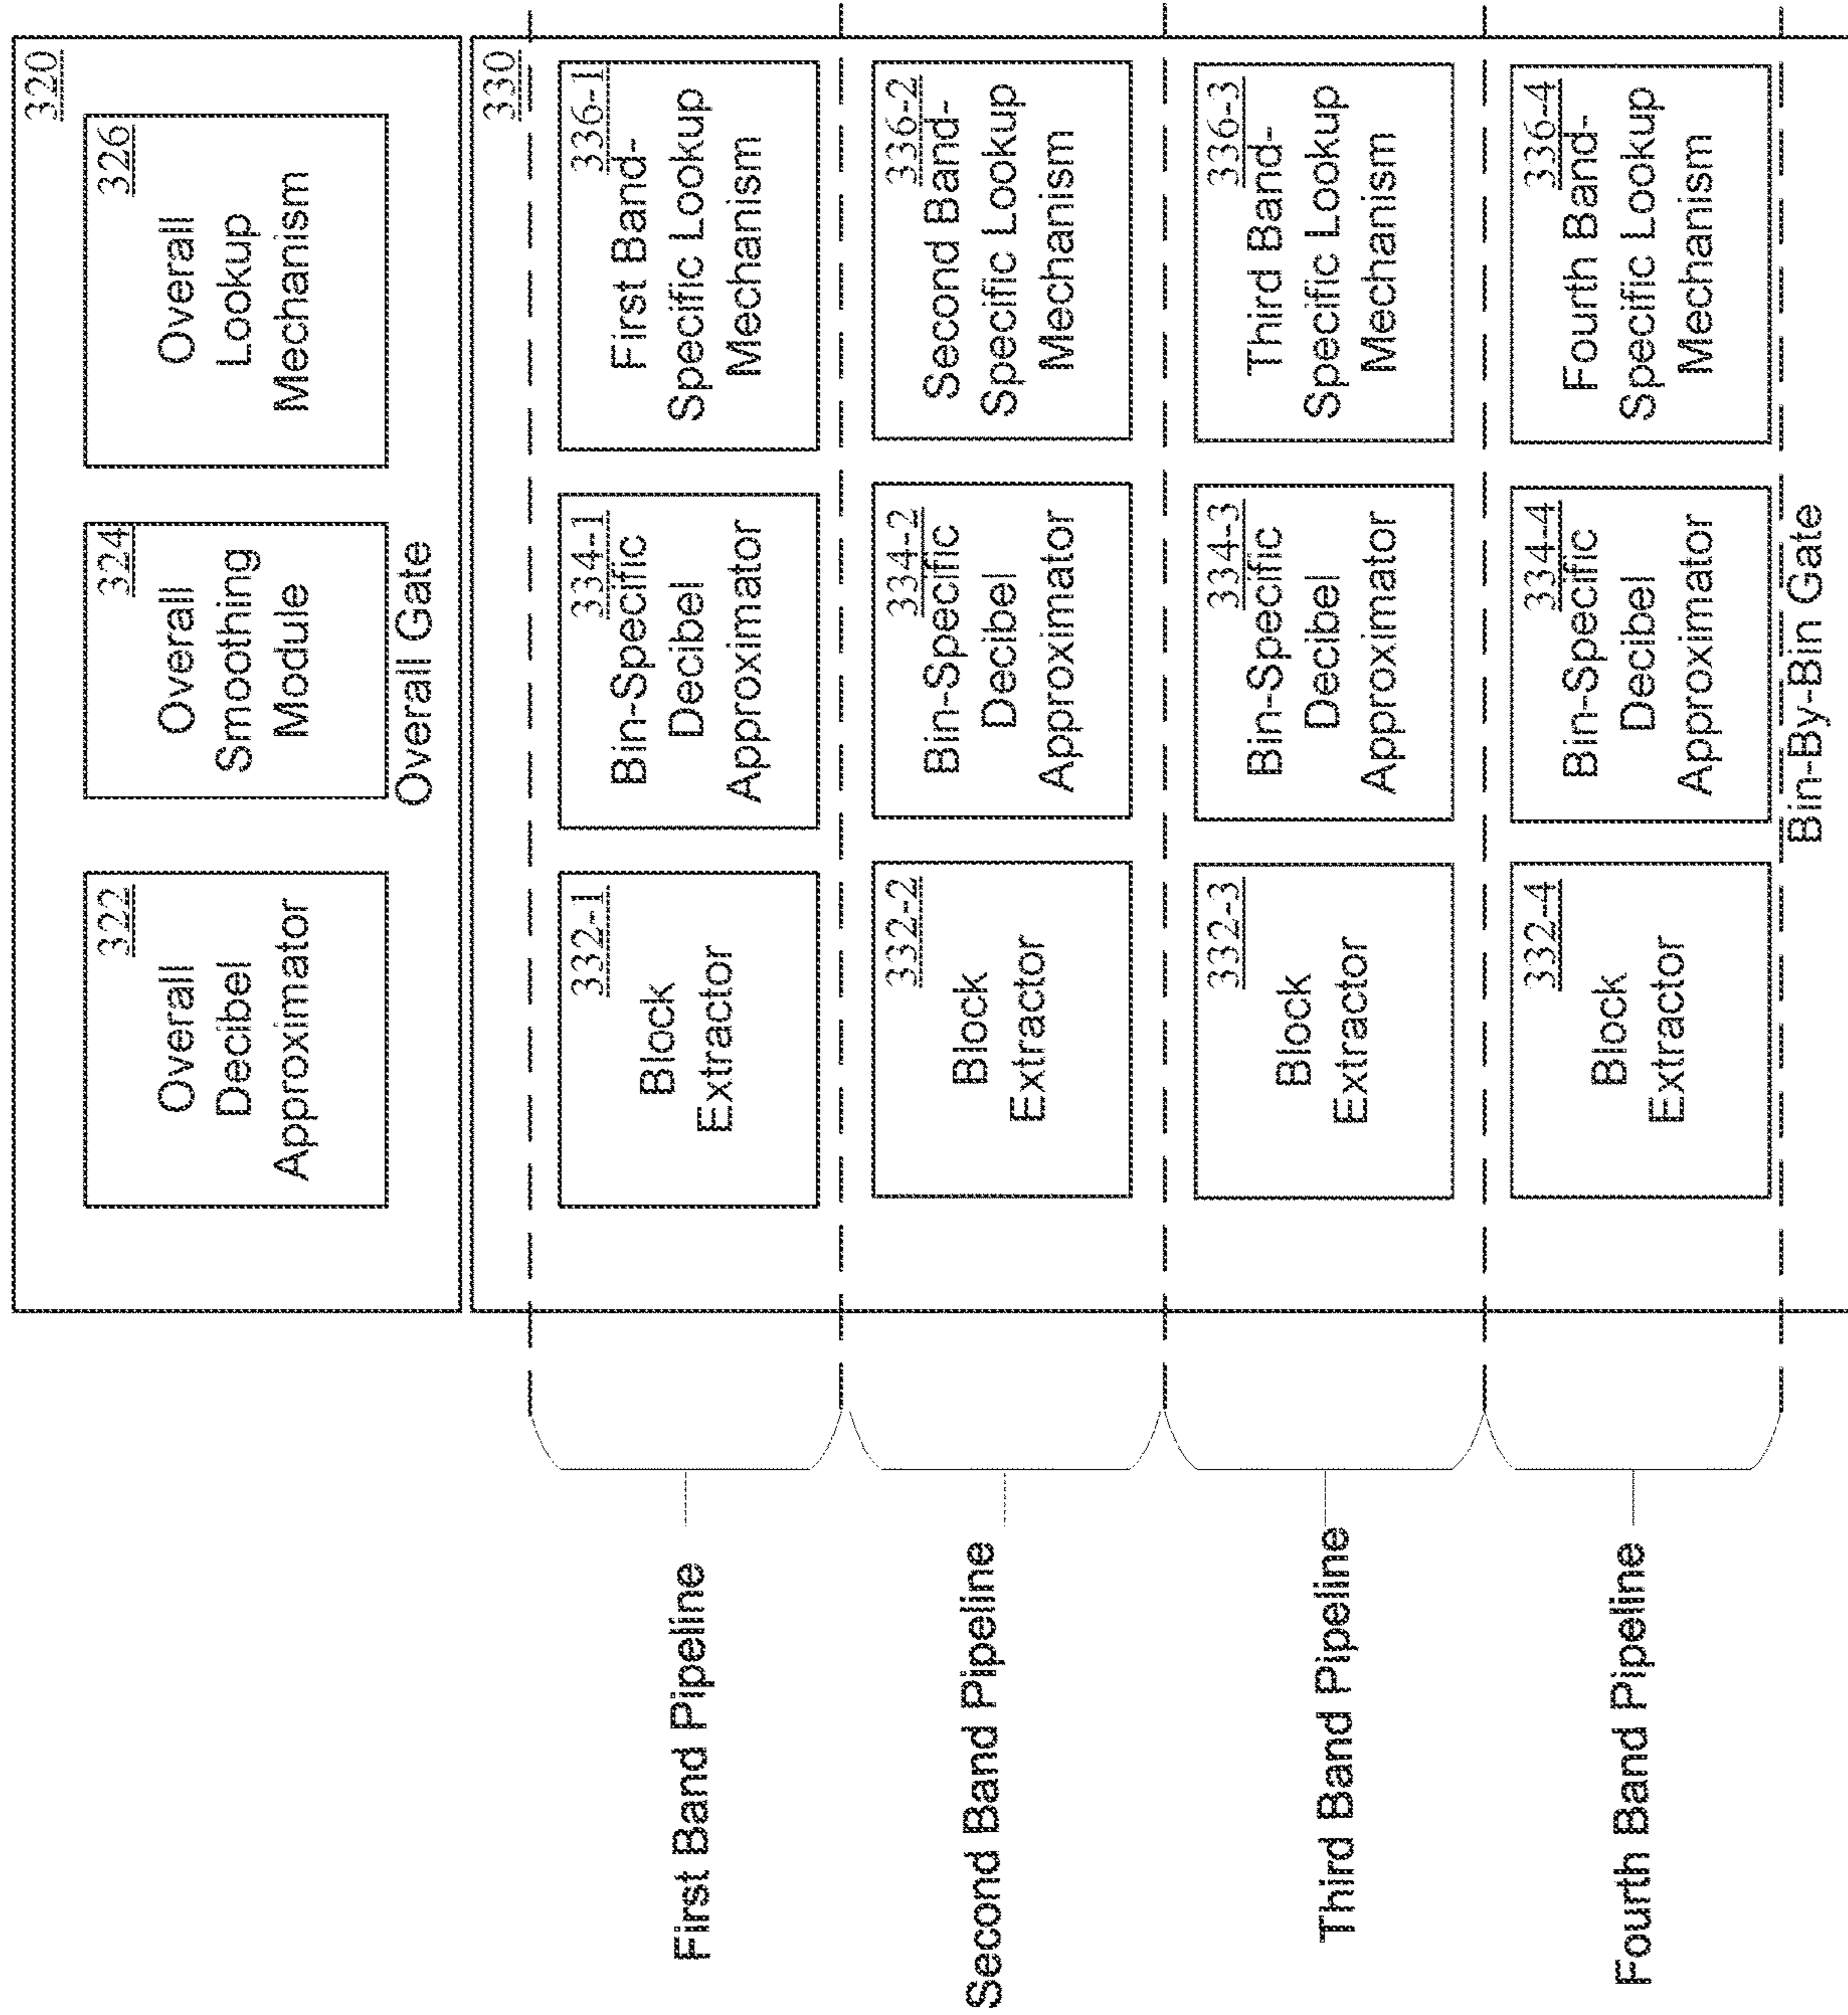 320
322
Overall
Decibel
Approximator
324
Overall
Smoothing
Module
326
Overall
Lookup
Mechanism
Overall Gate
330
First Band Pipeline
332-1
Block
Extractor
334-1
Bin-Specific
Decibel
Approximator
336-1
First Band-
Specific Lookup
Mechanism
Second Band Pipeline
332-2
Block
Extractor
334-2
Bin-Specific
Decibel
Approximator
336-2
Second Band-
Specific Lookup
Mechanism
Third Band Pipeline
332-3
Block
Extractor
334-3
Bin-Specific
Decibel
Approximator
336-3
Third Band-
Specific Lookup
Mechanism
Fourth Band Pipeline
332-4
Block
Extractor
334-4
Bin-Specific
Decibel
Approximator
336-4
Fourth Band-
Specific Lookup
Mechanism
Bin-By-Bin Gate